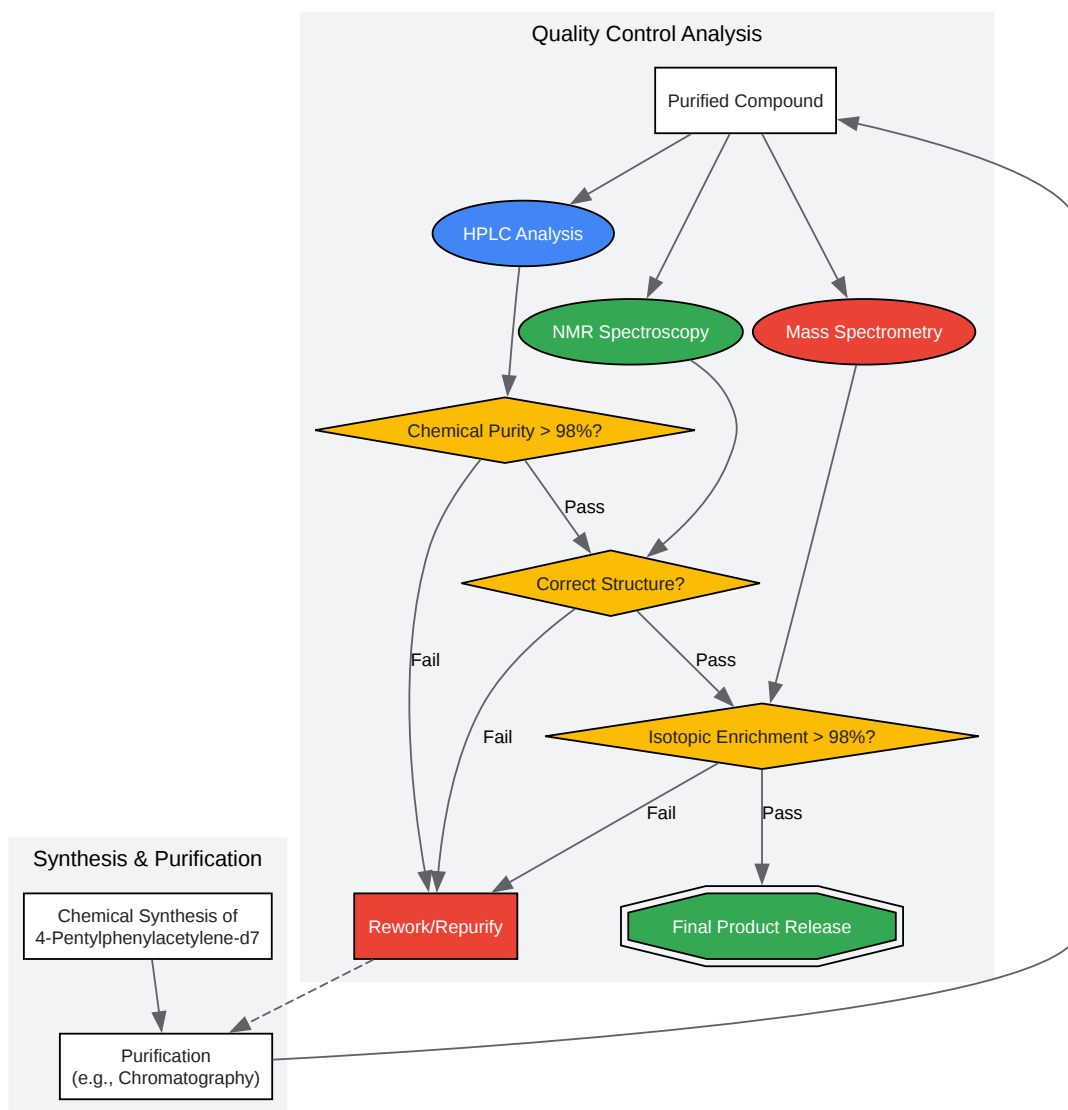 Quality Control Analysis
Purified Compound
HPLC Analysis
NMR Spectroscopy
Mass Spectrometry
Chemical Purity > 98%?
Pass
Correct Structure?
Fail
Pass
Fail
Isotopic Enrichment > 98%?
Fail
Pass
Synthesis & Purification
Chemical Synthesis of
4-Pentylphenylacetylene-d7
Rework/Repurify
Final Product Release
Purification
(e.g., Chromatography)